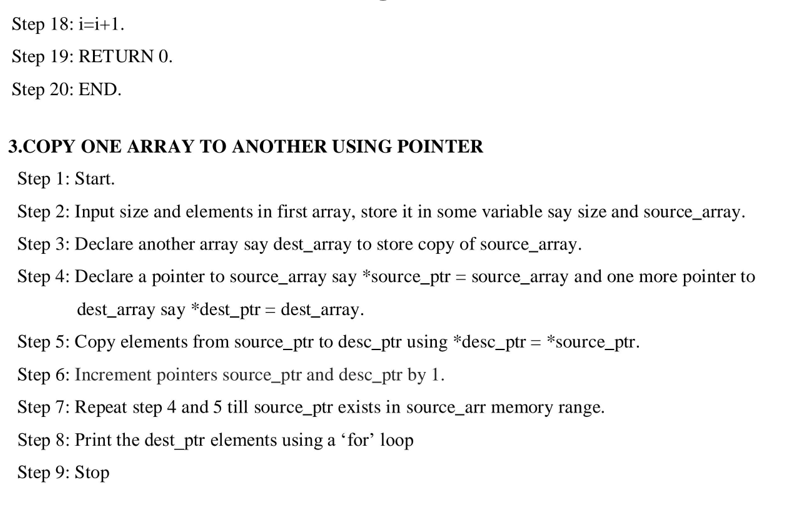 Step 18: i=i+1.
Step 19: RETURN 0.
Step 20: END.
3.COPY ONE ARRAY TO ANOTHER USING POINTER
Step 1: Start.
Step 2: Input size and elements in first array, store it in some variable say size and source_array.
Step 3: Declare another array say dest_array to store copy of source_array.
Step 4: Declare a pointer to source_array say *source_ptr = source_array and one more pointer to
dest_array say *dest_ptr = dest_array.
Step 5: Copy elements from source_ptr to desc_ptr using *desc_ptr = *source_ptr.
Step 6: Increment pointers source_ptr and desc_ptr by 1.
Step 7: Repeat step 4 and 5 till source_ptr exists in source_arr memory range.
Step 8: Print the dest_ptr elements using a ‘for’ loop
Step 9: Stop